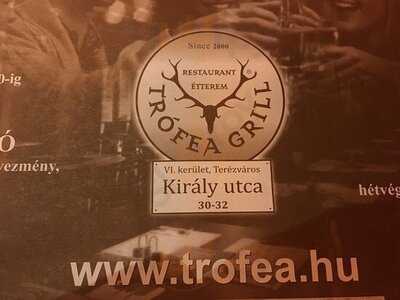 Since 2000
RESTAURANT
ÉTTEREM
®
TRÓFEA GRILL
0-ig
Ó
vezmény,
VI. kerület, Terézváros
Király utca
30-32
hétvég
www.trofea.hu